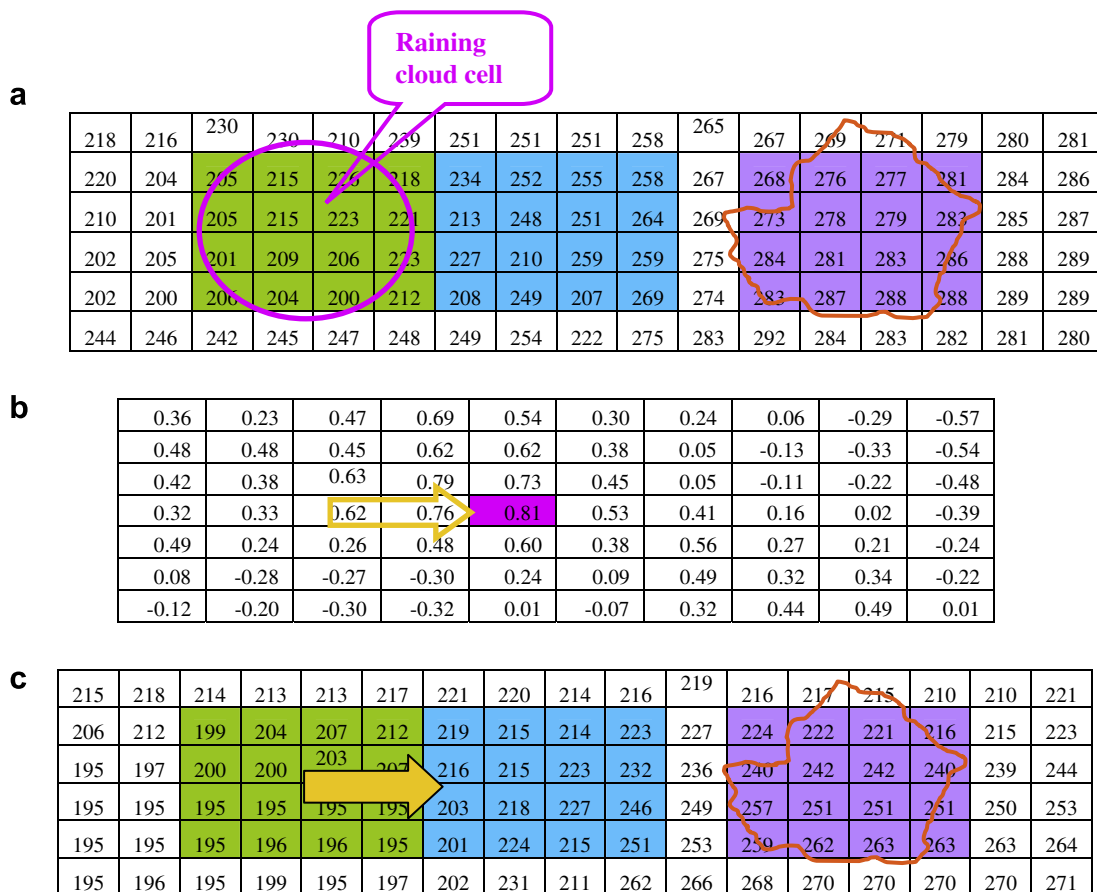 Raining
cloud cell
a
218 216 230 230 210 239 251 251 251 258 265 267 269 271 279 280 281
220 204 205 215 226 218 234 252 255 258 267 268 276 277 281 284 286
210 201 205 215 223 221 213 248 251 264 269 273 278 279 283 285 287
202 205 201 209 206 223 227 210 259 259 275 284 281 283 286 288 289
202 200 206 204 200 212 208 249 207 269 274 283 287 288 288 289 289
244 246 242 245 247 248 249 254 222 275 283 292 284 283 282 281 280
b
0.36 0.23 0.47 0.69 0.54 0.30 0.24 0.06 -0.29 -0.57
0.48 0.48 0.45 0.62 0.62 0.38 0.05 -0.13 -0.33 -0.54
0.42 0.38 0.63 0.79 0.73 0.45 0.05 -0.11 -0.22 -0.48
0.32 0.33 0.62 0.76 0.81 0.53 0.41 0.16 0.02 -0.39
0.49 0.24 0.26 0.48 0.60 0.38 0.56 0.27 0.21 -0.24
0.08 -0.28 -0.27 -0.30 0.24 0.09 0.49 0.32 0.34 -0.22
-0.12 -0.20 -0.30 -0.32 0.01 -0.07 0.32 0.44 0.49 0.01
c
215 218 214 213 213 217 221 220 214 216 219 216 217 215 210 210 221
206 212 199 204 207 212 219 215 214 223 227 224 222 221 216 215 223
195 197 200 200 203 207 216 215 223 232 236 240 242 242 240 239 244
195 195 195 195 195 195 203 218 227 246 249 257 251 251 251 250 253
195 195 195 196 196 195 201 224 215 251 253 259 262 263 263 263 264
195 196 195 199 195 197 202 231 211 262 266 268 270 270 270 270 271